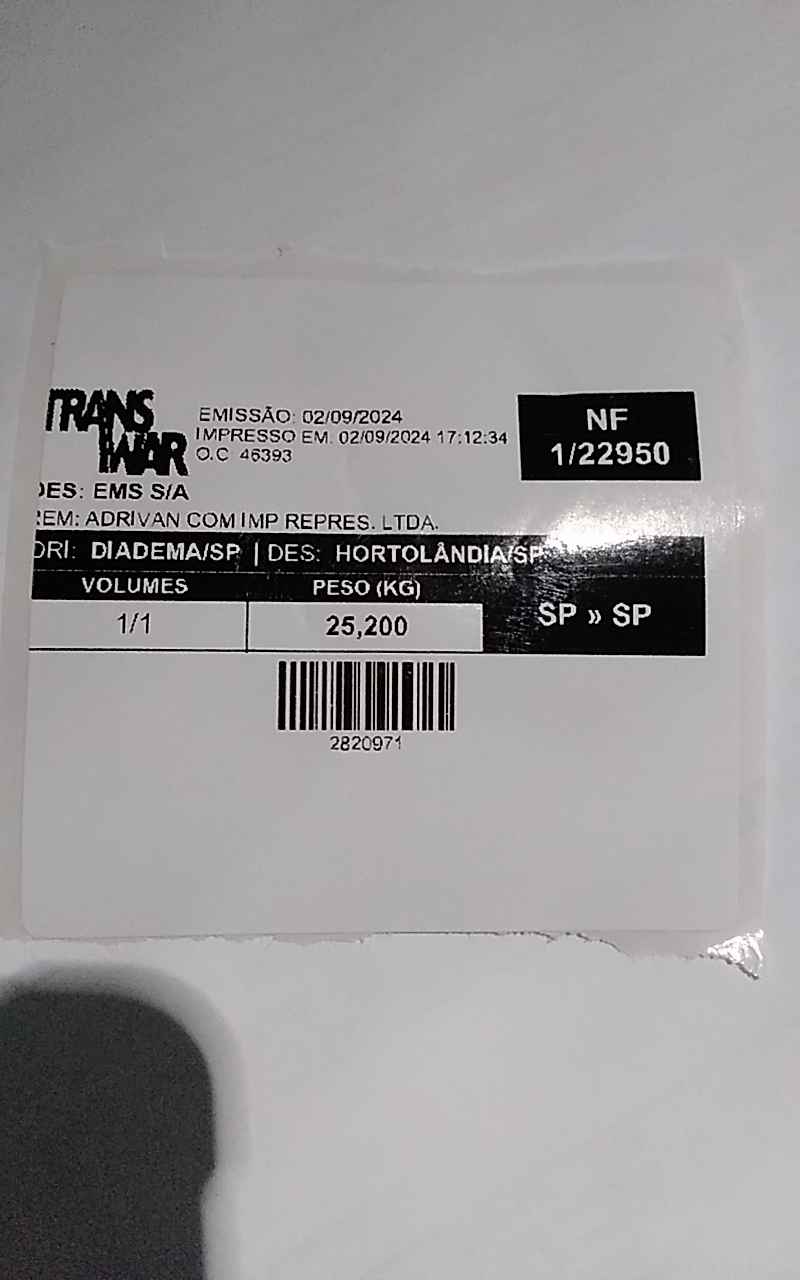 TRANS
WAR
EMISSÃO: 02/09/2024
IMPRESSO EM. 02/09/2024 17:12:34
O.C 46393
NF
1/22950
DES: EMS S/A
REM: ADRIVAN COM IMP REPRES. LTDA.
ORI: DIADEMA/SP | DES: HORTOLÂNDIA/SP
VOLUMES PESO (KG)
1/1 25,200
SP » SP
2820971